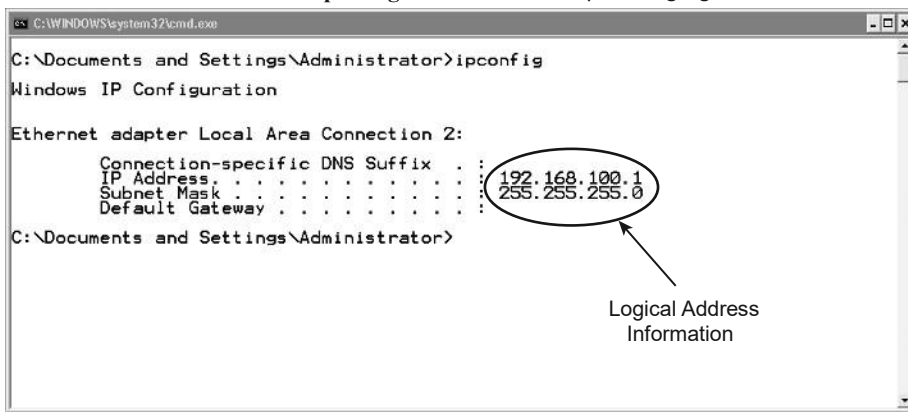 C:\WINDOWS\system32\cmd.exe
C:\Documents and Settings\Administrator>ipconfig
Windows IP Configuration
Ethernet adapter Local Area Connection 2:
Connection-specific DNS Suffix . :
IP Address. . . . . . . . . . . . : 192.168.100.1
Subnet Mask . . . . . . . . . . . : 255.255.255.0
Default Gateway . . . . . . . . . :
C:\Documents and Settings\Administrator>
Logical Address
Information